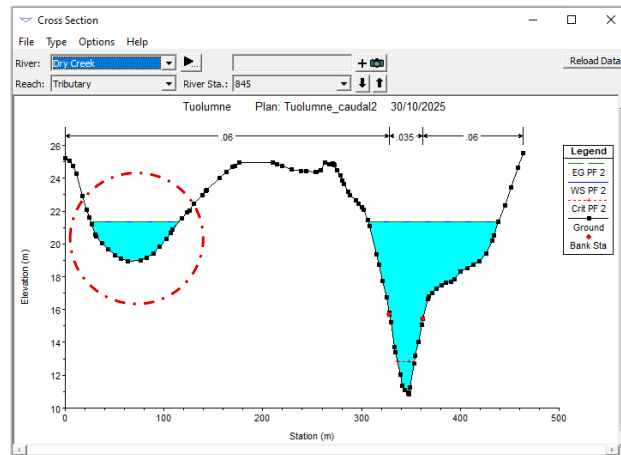 Cross Section
File Type Options Help
River: Dry Creek
Reload Data
Reach: Tributary River Sta.: 845
Tuolumne Plan: Tuolumne_caudal2 30/10/2025
.06 .035 .06
Legend
EG PF 2
WS PF 2
Crit PF 2
Ground
Bank Sta
Elevation (m)
26
24
22
20
18
16
14
12
10
0 100 200 300 400 500
Station (m)